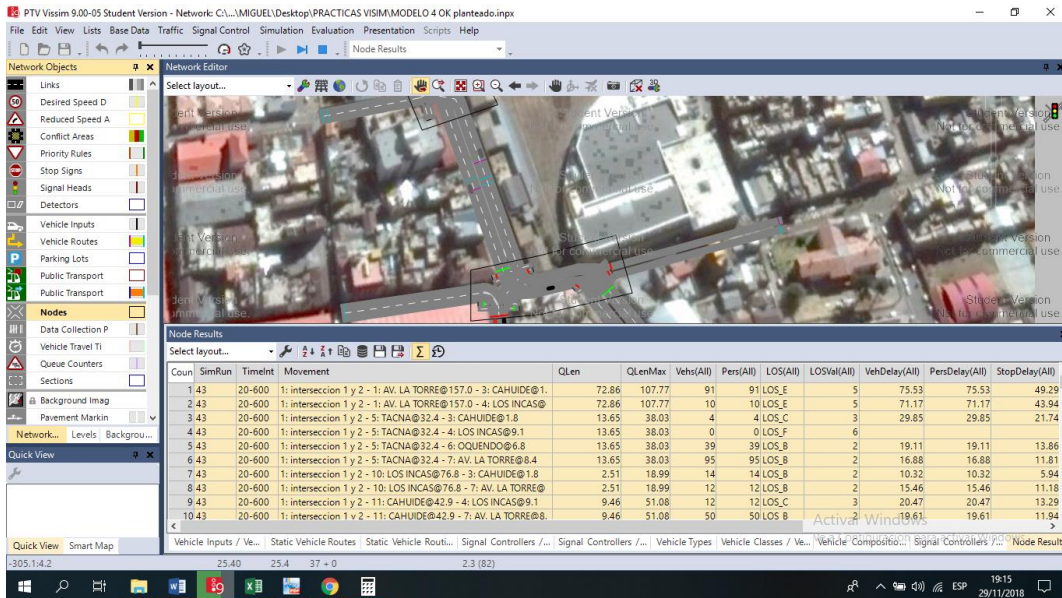 PTV Vissim 9.00-05 Student Version - Network: C:\...\MIGUEL\Desktop\PRACTICAS VISIM\MODELO 4 OK planteado.inpx
File Edit View Lists Base Data Traffic Signal Control Simulation Evaluation Presentation Scripts Help
Node Results
Network Objects
Links
Desired Speed D
Reduced Speed A
Conflict Areas
Priority Rules
Stop Signs
Signal Heads
Detectors
Vehicle Inputs
Vehicle Routes
Parking Lots
Public Transport
Public Transport
Nodes
Data Collection P
Vehicle Travel Ti
Queue Counters
Sections
Background Imag
Pavement Markin
Network... Levels Backgrou...
Quick View
Quick View Smart Map
Network Editor
Select layout...
Node Results
Select layout...
Coun SimRun TimeInt Movement QLen QLenMax Vehs(All) Pers(All) LOS(All) LOSVal(All) VehDelay(All) PersDelay(All) StopDelay(All)
1 43 20-600 1: interseccion 1 y 2 - 1: AV. LA TORRE@157.0 - 3: CAHUIDE@1. 72.86 107.77 91 91 LOS_E 5 75.53 75.53 49.29
2 43 20-600 1: interseccion 1 y 2 - 1: AV. LA TORRE@157.0 - 4: LOS INCAS@ 72.86 107.77 10 10 LOS_E 5 71.17 71.17 43.94
3 43 20-600 1: interseccion 1 y 2 - 5: TACNA@32.4 - 3: CAHUIDE@1.8 13.65 38.03 4 4 LOS_C 3 29.85 29.85 21.74
4 43 20-600 1: interseccion 1 y 2 - 5: TACNA@32.4 - 4: LOS INCAS@9.1 13.65 38.03 0 0 LOS_F 6
5 43 20-600 1: interseccion 1 y 2 - 5: TACNA@32.4 - 6: OQUENDO@6.8 13.65 38.03 39 39 LOS_B 2 19.11 19.11 13.86
6 43 20-600 1: interseccion 1 y 2 - 5: TACNA@32.4 - 7: AV. LA TORRE@8.4 13.65 38.03 95 95 LOS_B 2 16.88 16.88 11.81
7 43 20-600 1: interseccion 1 y 2 - 10: LOS INCAS@76.8 - 3: CAHUIDE@1.8 2.51 18.99 14 14 LOS_B 2 10.32 10.32 5.94
8 43 20-600 1: interseccion 1 y 2 - 10: LOS INCAS@76.8 - 7: AV. LA TORRE@ 2.51 18.99 12 12 LOS_B 2 15.46 15.46 11.18
9 43 20-600 1: interseccion 1 y 2 - 11: CAHUIDE@42.9 - 4: LOS INCAS@9.1 9.46 51.08 12 12 LOS_C 3 20.47 20.47 13.29
10 43 20-600 1: interseccion 1 y 2 - 11: CAHUIDE@42.9 - 7: AV. LA TORRE@8. 9.46 51.08 50 50 LOS_B 2 19.61 19.61 11.94
Activar Windows
Vehicle Inputs / Ve... Static Vehicle Routes Static Vehicle Routi... Signal Controllers /... Signal Controllers /... Vehicle Types Vehicle Classes / Ve... Vehicle Compositio... Signal Controllers /... Node Result
-305.1:4.2 25.40 25.4 37 + 0 2.3 (82)
ESP
19:15
29/11/2018